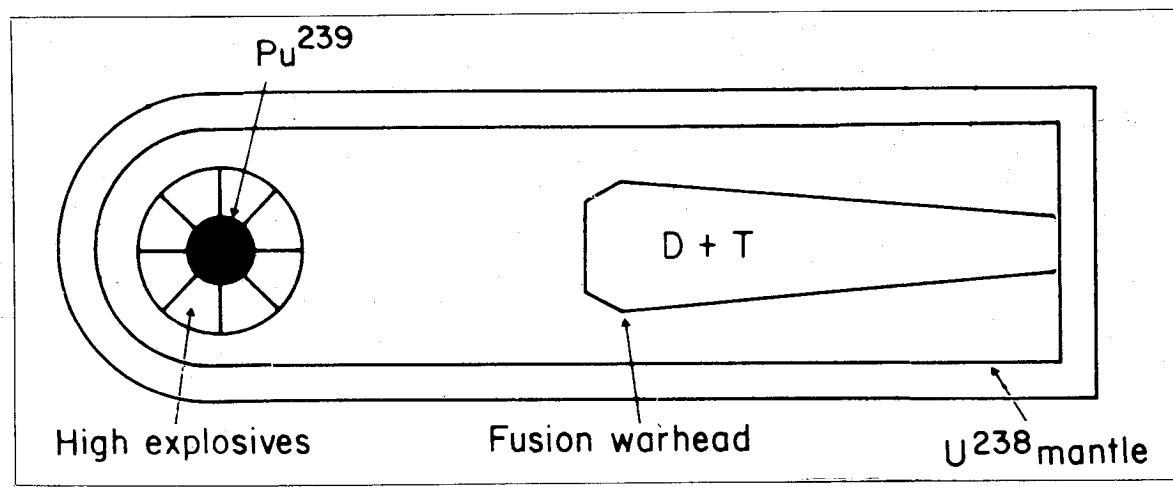 Pu²³⁹
D + T
High explosives
Fusion warhead
U²³⁸ mantle